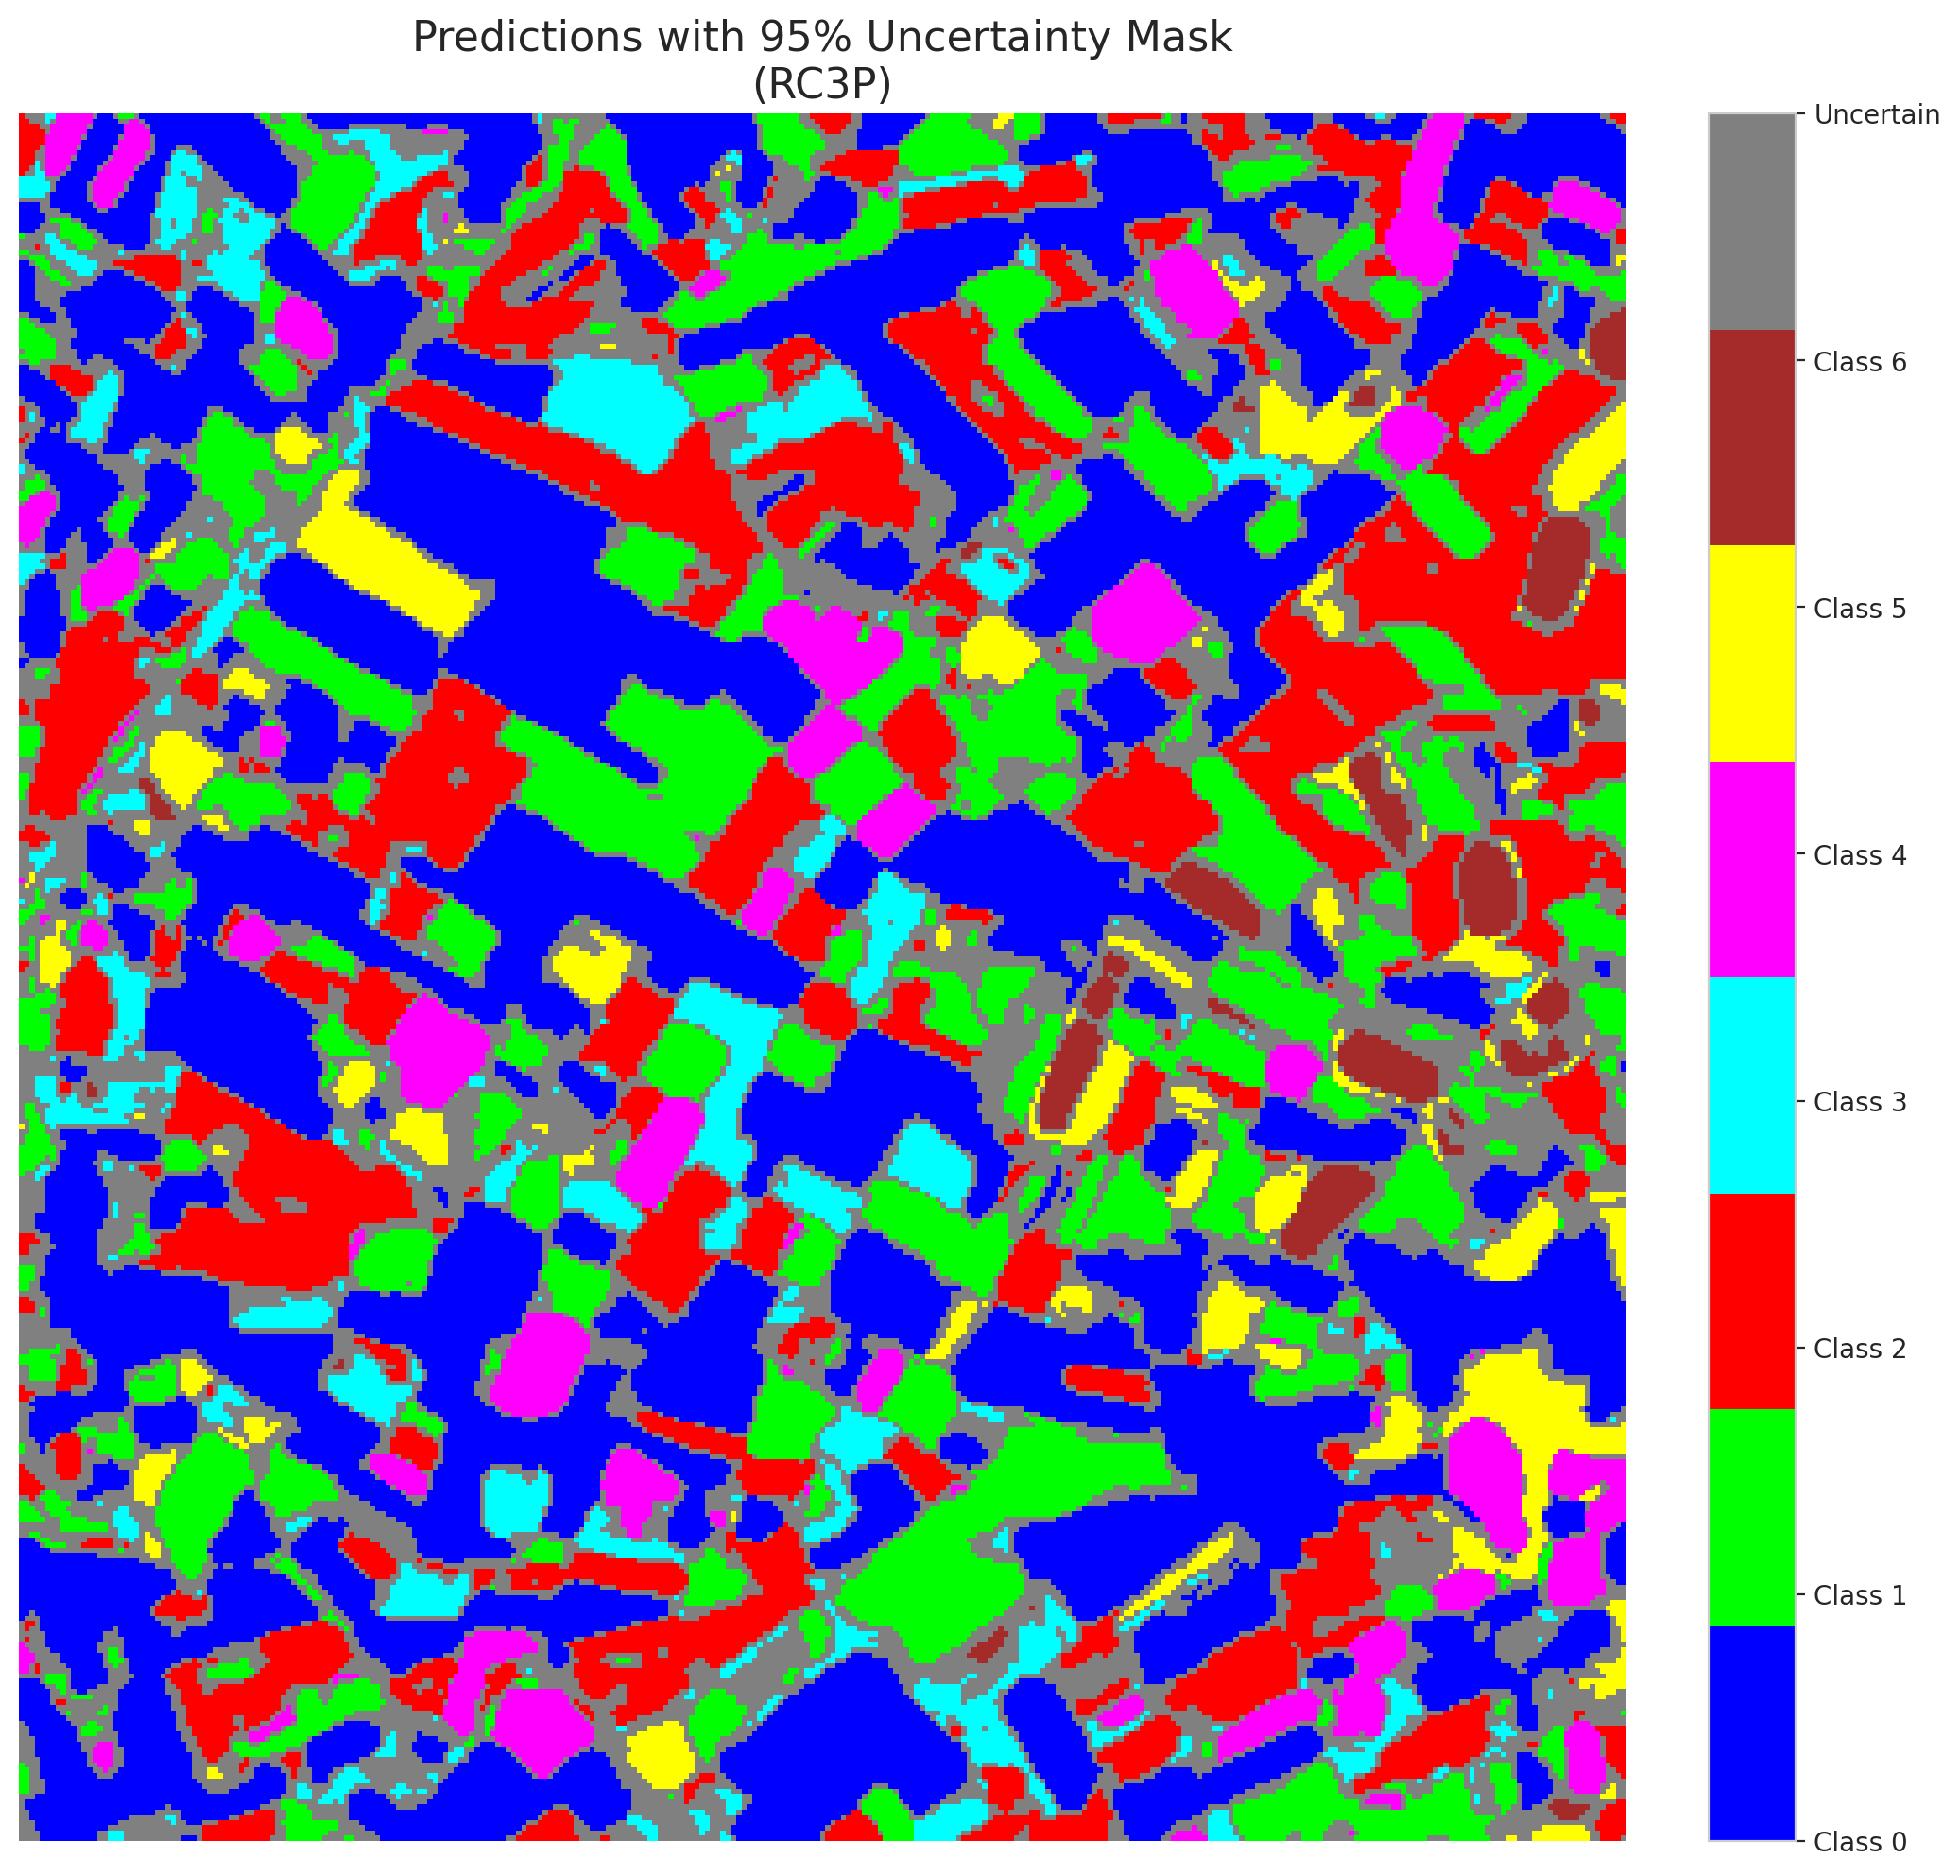 Predictions with 95% Uncertainty Mask
(RC3P)
Uncertain
Class 6
Class 5
Class 4
Class 3
Class 2
Class 1
Class 0